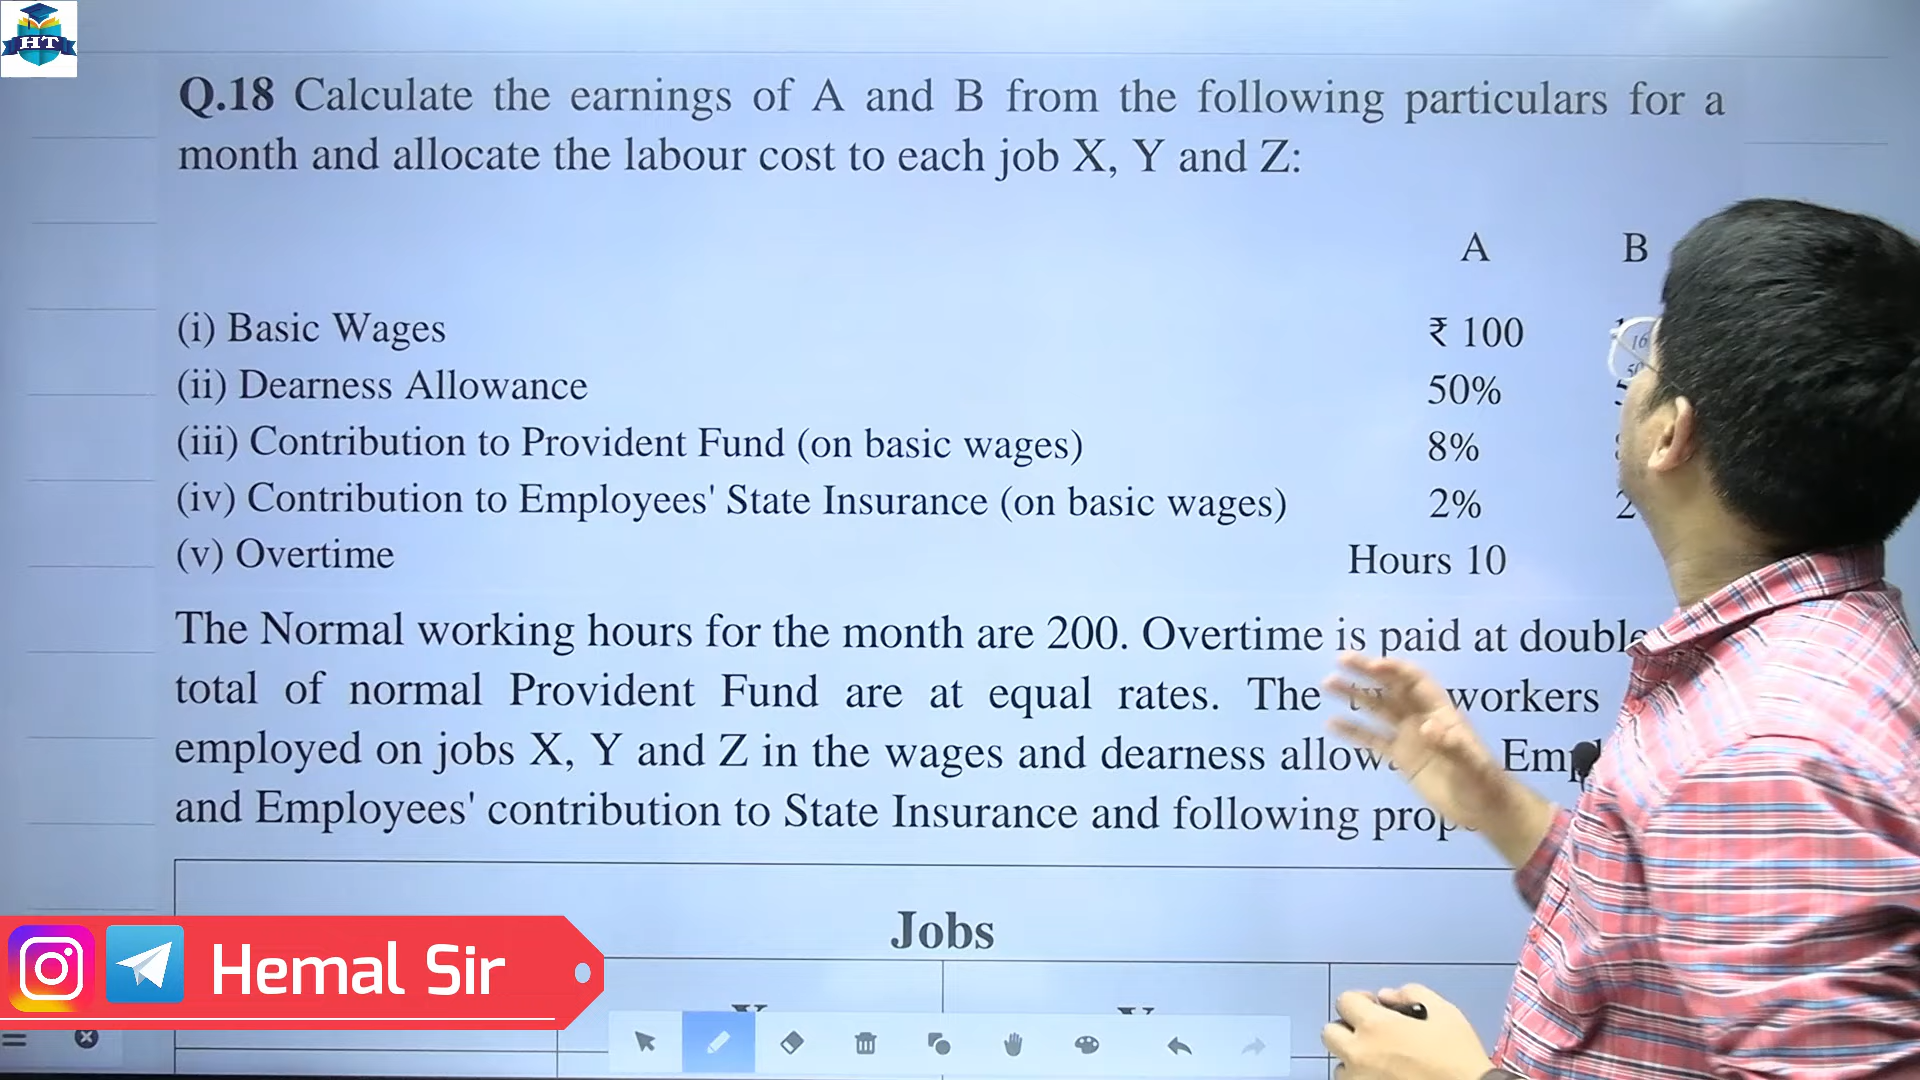 HT
Q.18 Calculate the earnings of A and B from the following particulars for a
month and allocate the labour cost to each job X, Y and Z:
A B
(i) Basic Wages ₹ 100
(ii) Dearness Allowance 50%
(iii) Contribution to Provident Fund (on basic wages) 8%
(iv) Contribution to Employees' State Insurance (on basic wages) 2% 2
(v) Overtime Hours 10
The Normal working hours for the month are 200. Overtime is paid at double
total of normal Provident Fund are at equal rates. The workers
employed on jobs X, Y and Z in the wages and dearness
and Employees' contribution to State Insurance and following
Jobs
Hemal Sir